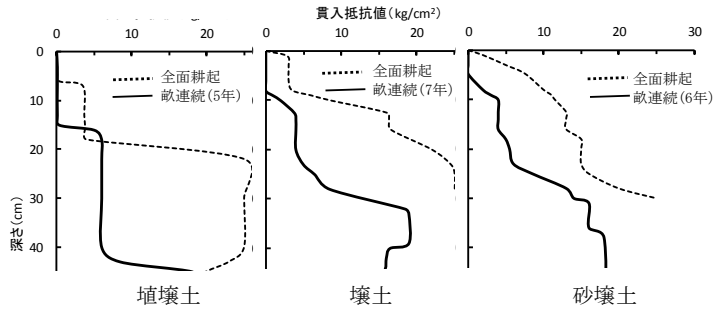 貫入抵抗値(kg/cm²)
0 10 20
0 10 20
0 10 20 30
0
10
20
30
40
深さ(cm)
全面耕起
畝連続(5年)
全面耕起
畝連続(7年)
全面耕起
畝連続(6年)
埴壌土
壌土
砂壌土